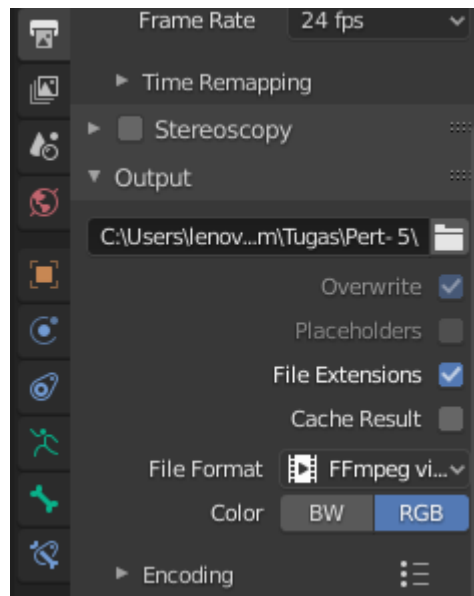 Frame Rate 24 fps
Time Remapping
Stereoscopy
Output
C:\Users\lenov...m\Tugas\Pert- 5\
Overwrite
Placeholders
File Extensions
Cache Result
File Format FFmpeg vi...
Color BW RGB
Encoding